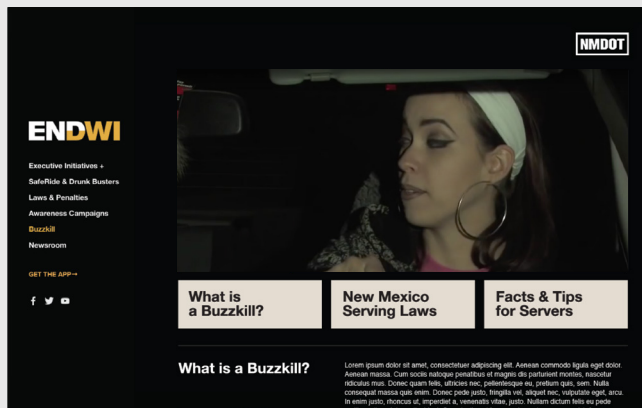 NMDOT
ENDWI
Executive Initiatives +
SafeRide & Drunk Busters
Laws & Penalties
Awareness Campaigns
Buzzkill
Newsroom
GET THE APP→
What is
a Buzzkill?
New Mexico
Serving Laws
Facts & Tips
for Servers
What is a Buzzkill?
Lorem ipsum dolor sit amet, consectetuer adipiscing elit. Aenean commodo ligula eget dolor.
Aenean massa. Cum sociis natoque penatibus et magnis dis parturient montes, nascetur
ridiculus mus. Donec quam felis, ultricies nec, pellentesque eu, pretium quis, sem. Nulla
consequat massa quis enim. Donec pede justo, fringilla vel, aliquet nec, vulputate eget, arcu.
In enim justo, rhoncus ut, imperdiet a, venenatis vitae, justo. Nullam dictum felis eu pede